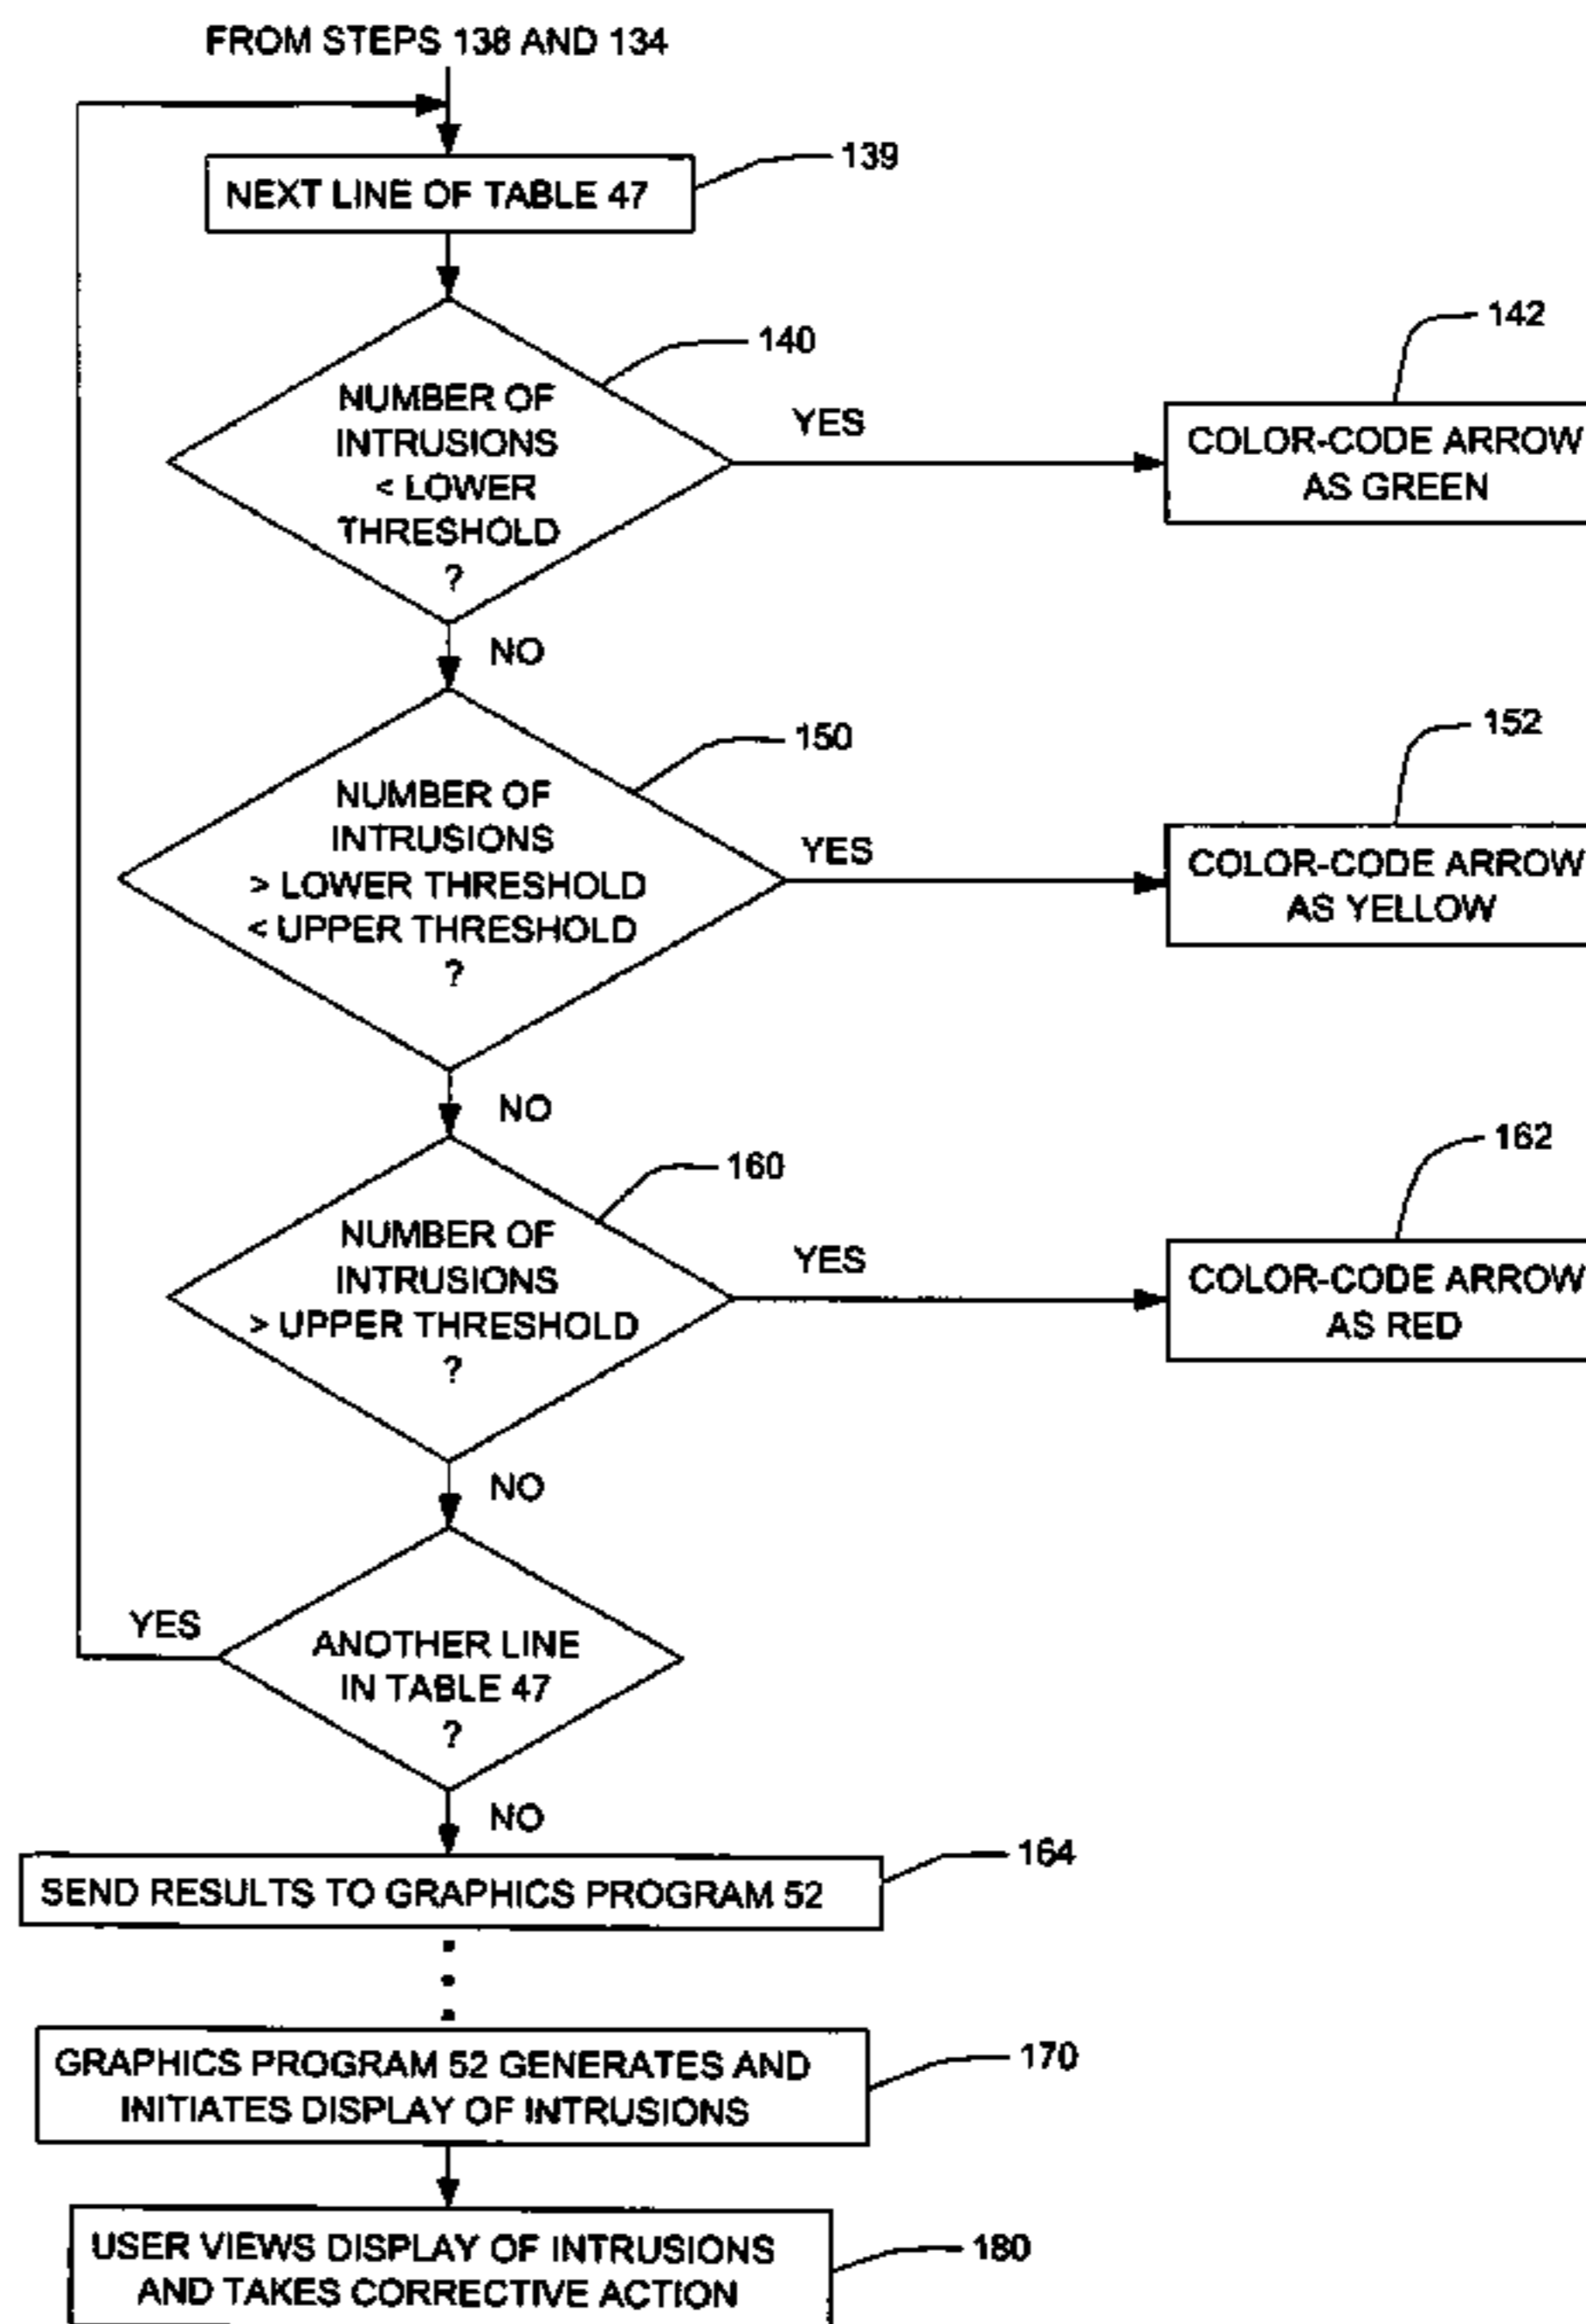 FROM STEPS 138 AND 134
NEXT LINE OF TABLE 47
139
NUMBER OF
INTRUSIONS
< LOWER
THRESHOLD
?
140
YES
COLOR-CODE ARROW
AS GREEN
142
NO
NUMBER OF
INTRUSIONS
> LOWER THRESHOLD
< UPPER THRESHOLD
?
150
YES
COLOR-CODE ARROW
AS YELLOW
152
NO
NUMBER OF
INTRUSIONS
> UPPER THRESHOLD
?
160
YES
COLOR-CODE ARROW
AS RED
162
NO
YES
ANOTHER LINE
IN TABLE 47
?
NO
SEND RESULTS TO GRAPHICS PROGRAM 52
164
GRAPHICS PROGRAM 52 GENERATES AND
INITIATES DISPLAY OF INTRUSIONS
170
USER VIEWS DISPLAY OF INTRUSIONS
AND TAKES CORRECTIVE ACTION
180